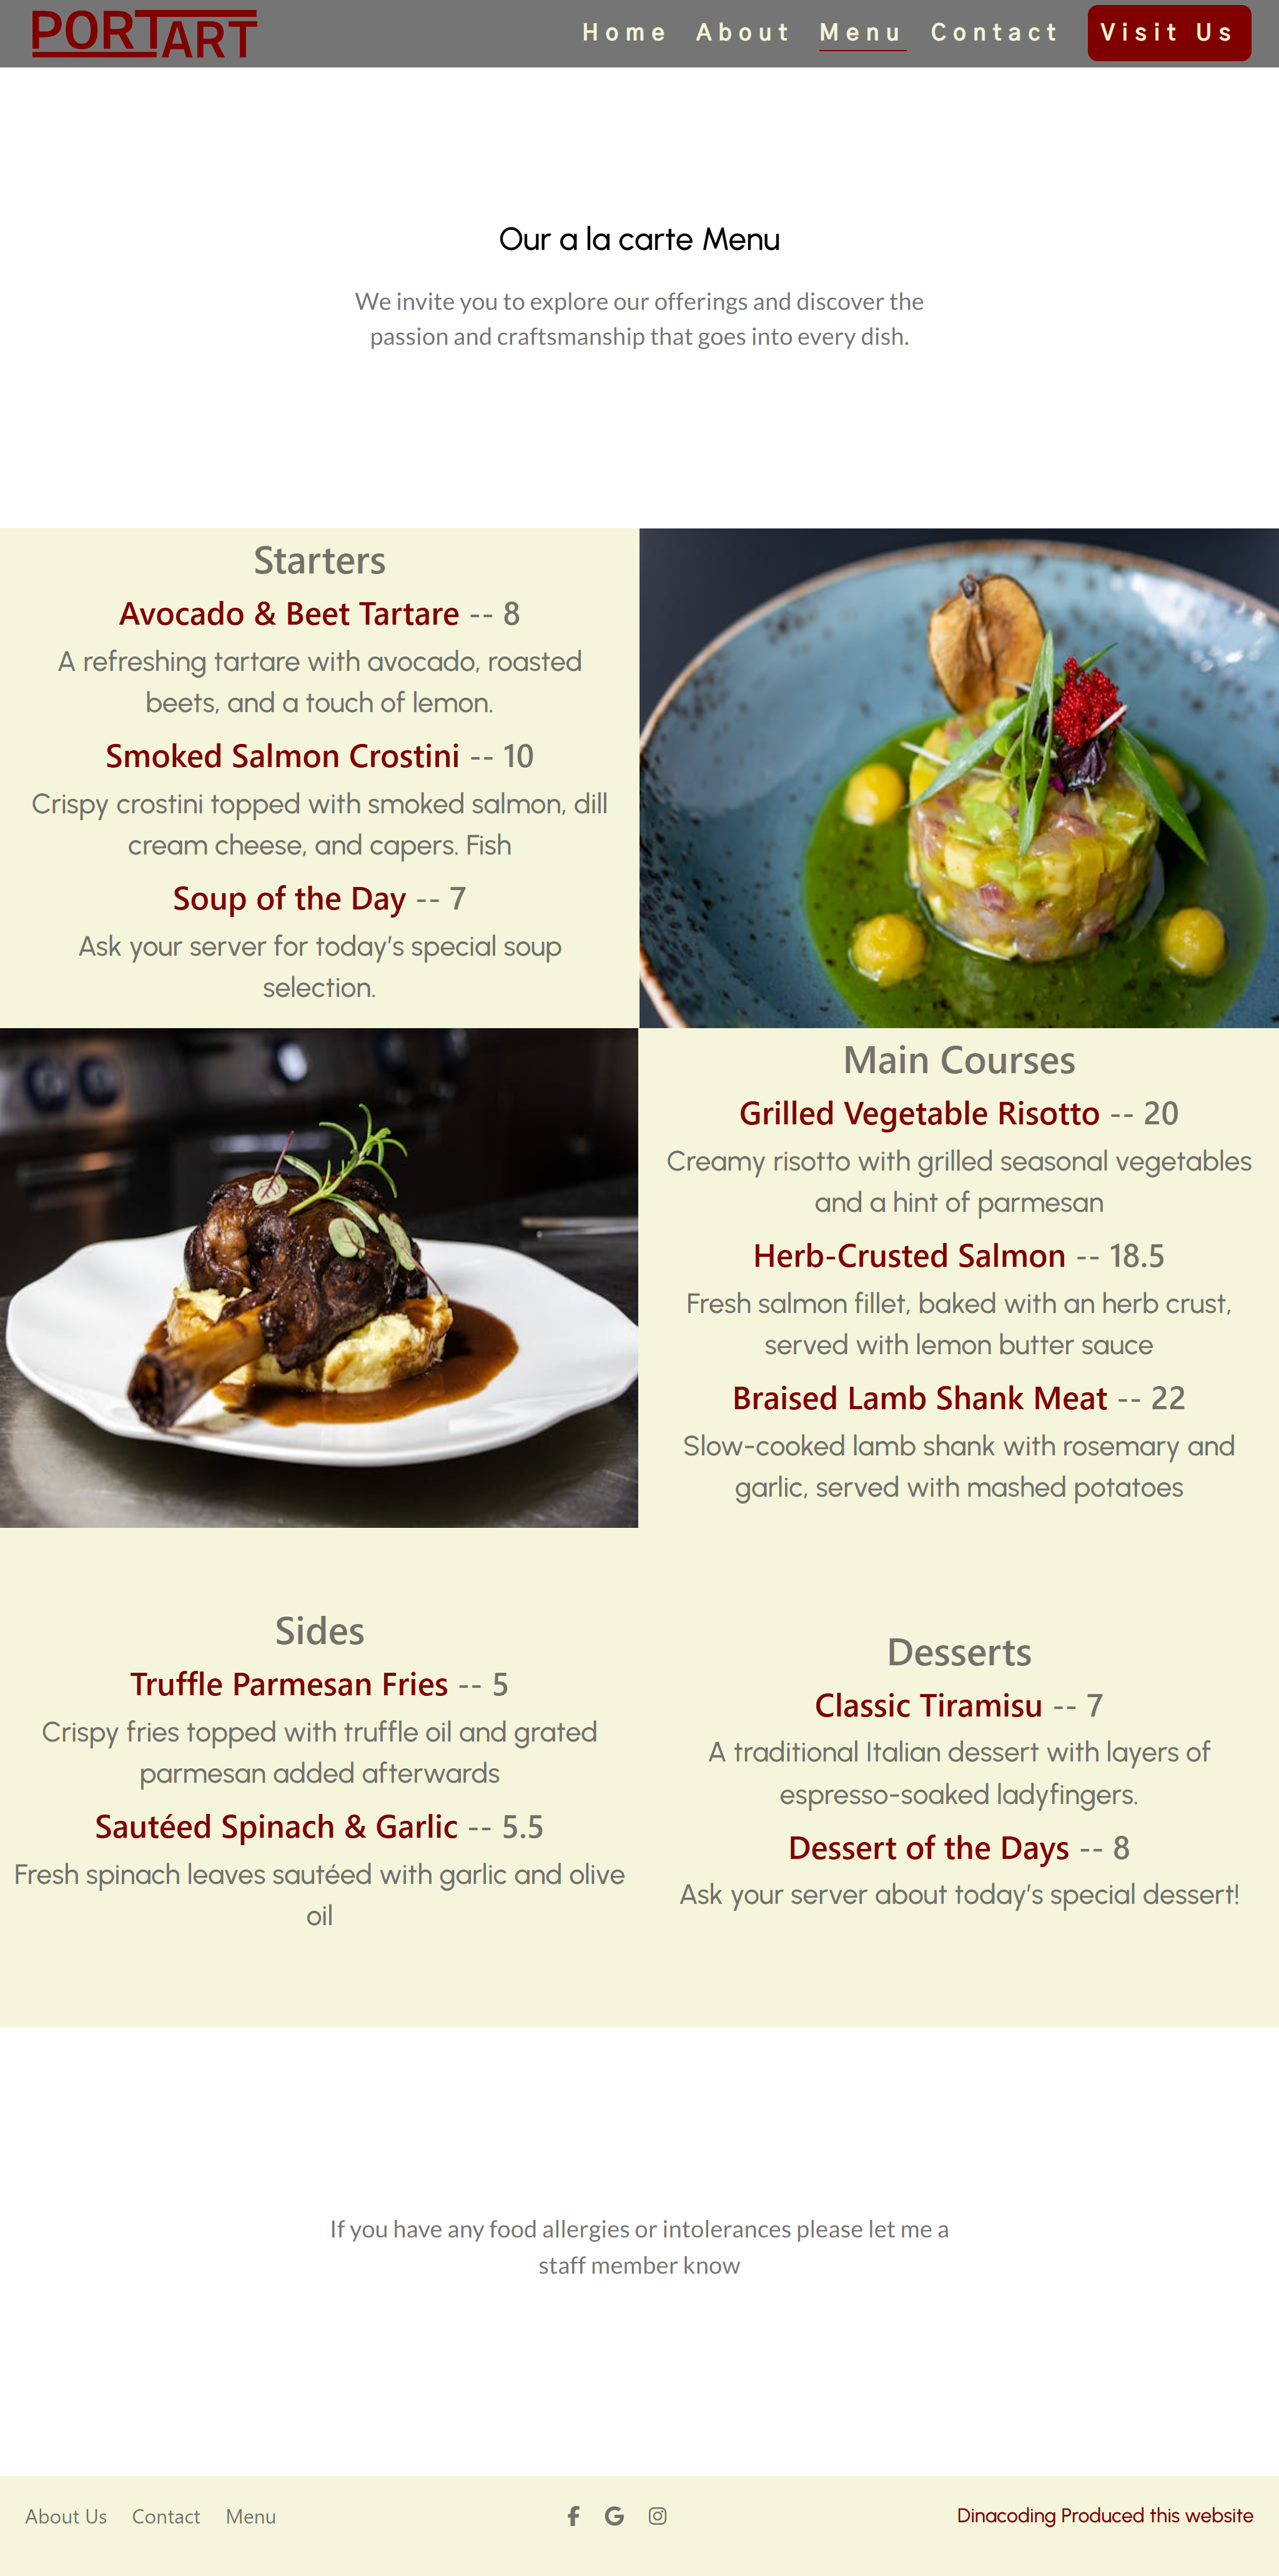 PORTART
Home About Menu Contact Visit Us
Our a la carte Menu
We invite you to explore our offerings and discover the
passion and craftsmanship that goes into every dish.
Starters
Avocado & Beet Tartare -- 8
A refreshing tartare with avocado, roasted
beets, and a touch of lemon.
Smoked Salmon Crostini -- 10
Crispy crostini topped with smoked salmon, dill
cream cheese, and capers. Fish
Soup of the Day -- 7
Ask your server for today's special soup
selection.
Main Courses
Grilled Vegetable Risotto -- 20
Creamy risotto with grilled seasonal vegetables
and a hint of parmesan
Herb-Crusted Salmon -- 18.5
Fresh salmon fillet, baked with an herb crust,
served with lemon butter sauce
Braised Lamb Shank Meat -- 22
Slow-cooked lamb shank with rosemary and
garlic, served with mashed potatoes
Sides
Truffle Parmesan Fries -- 5
Crispy fries topped with truffle oil and grated
parmesan added afterwards
Sautéed Spinach & Garlic -- 5.5
Fresh spinach leaves sautéed with garlic and olive
oil
Desserts
Classic Tiramisu -- 7
A traditional Italian dessert with layers of
espresso-soaked ladyfingers.
Dessert of the Days -- 8
Ask your server about today's special dessert!
If you have any food allergies or intolerances please let me a
staff member know
About Us Contact Menu
Dinacoding Produced this website